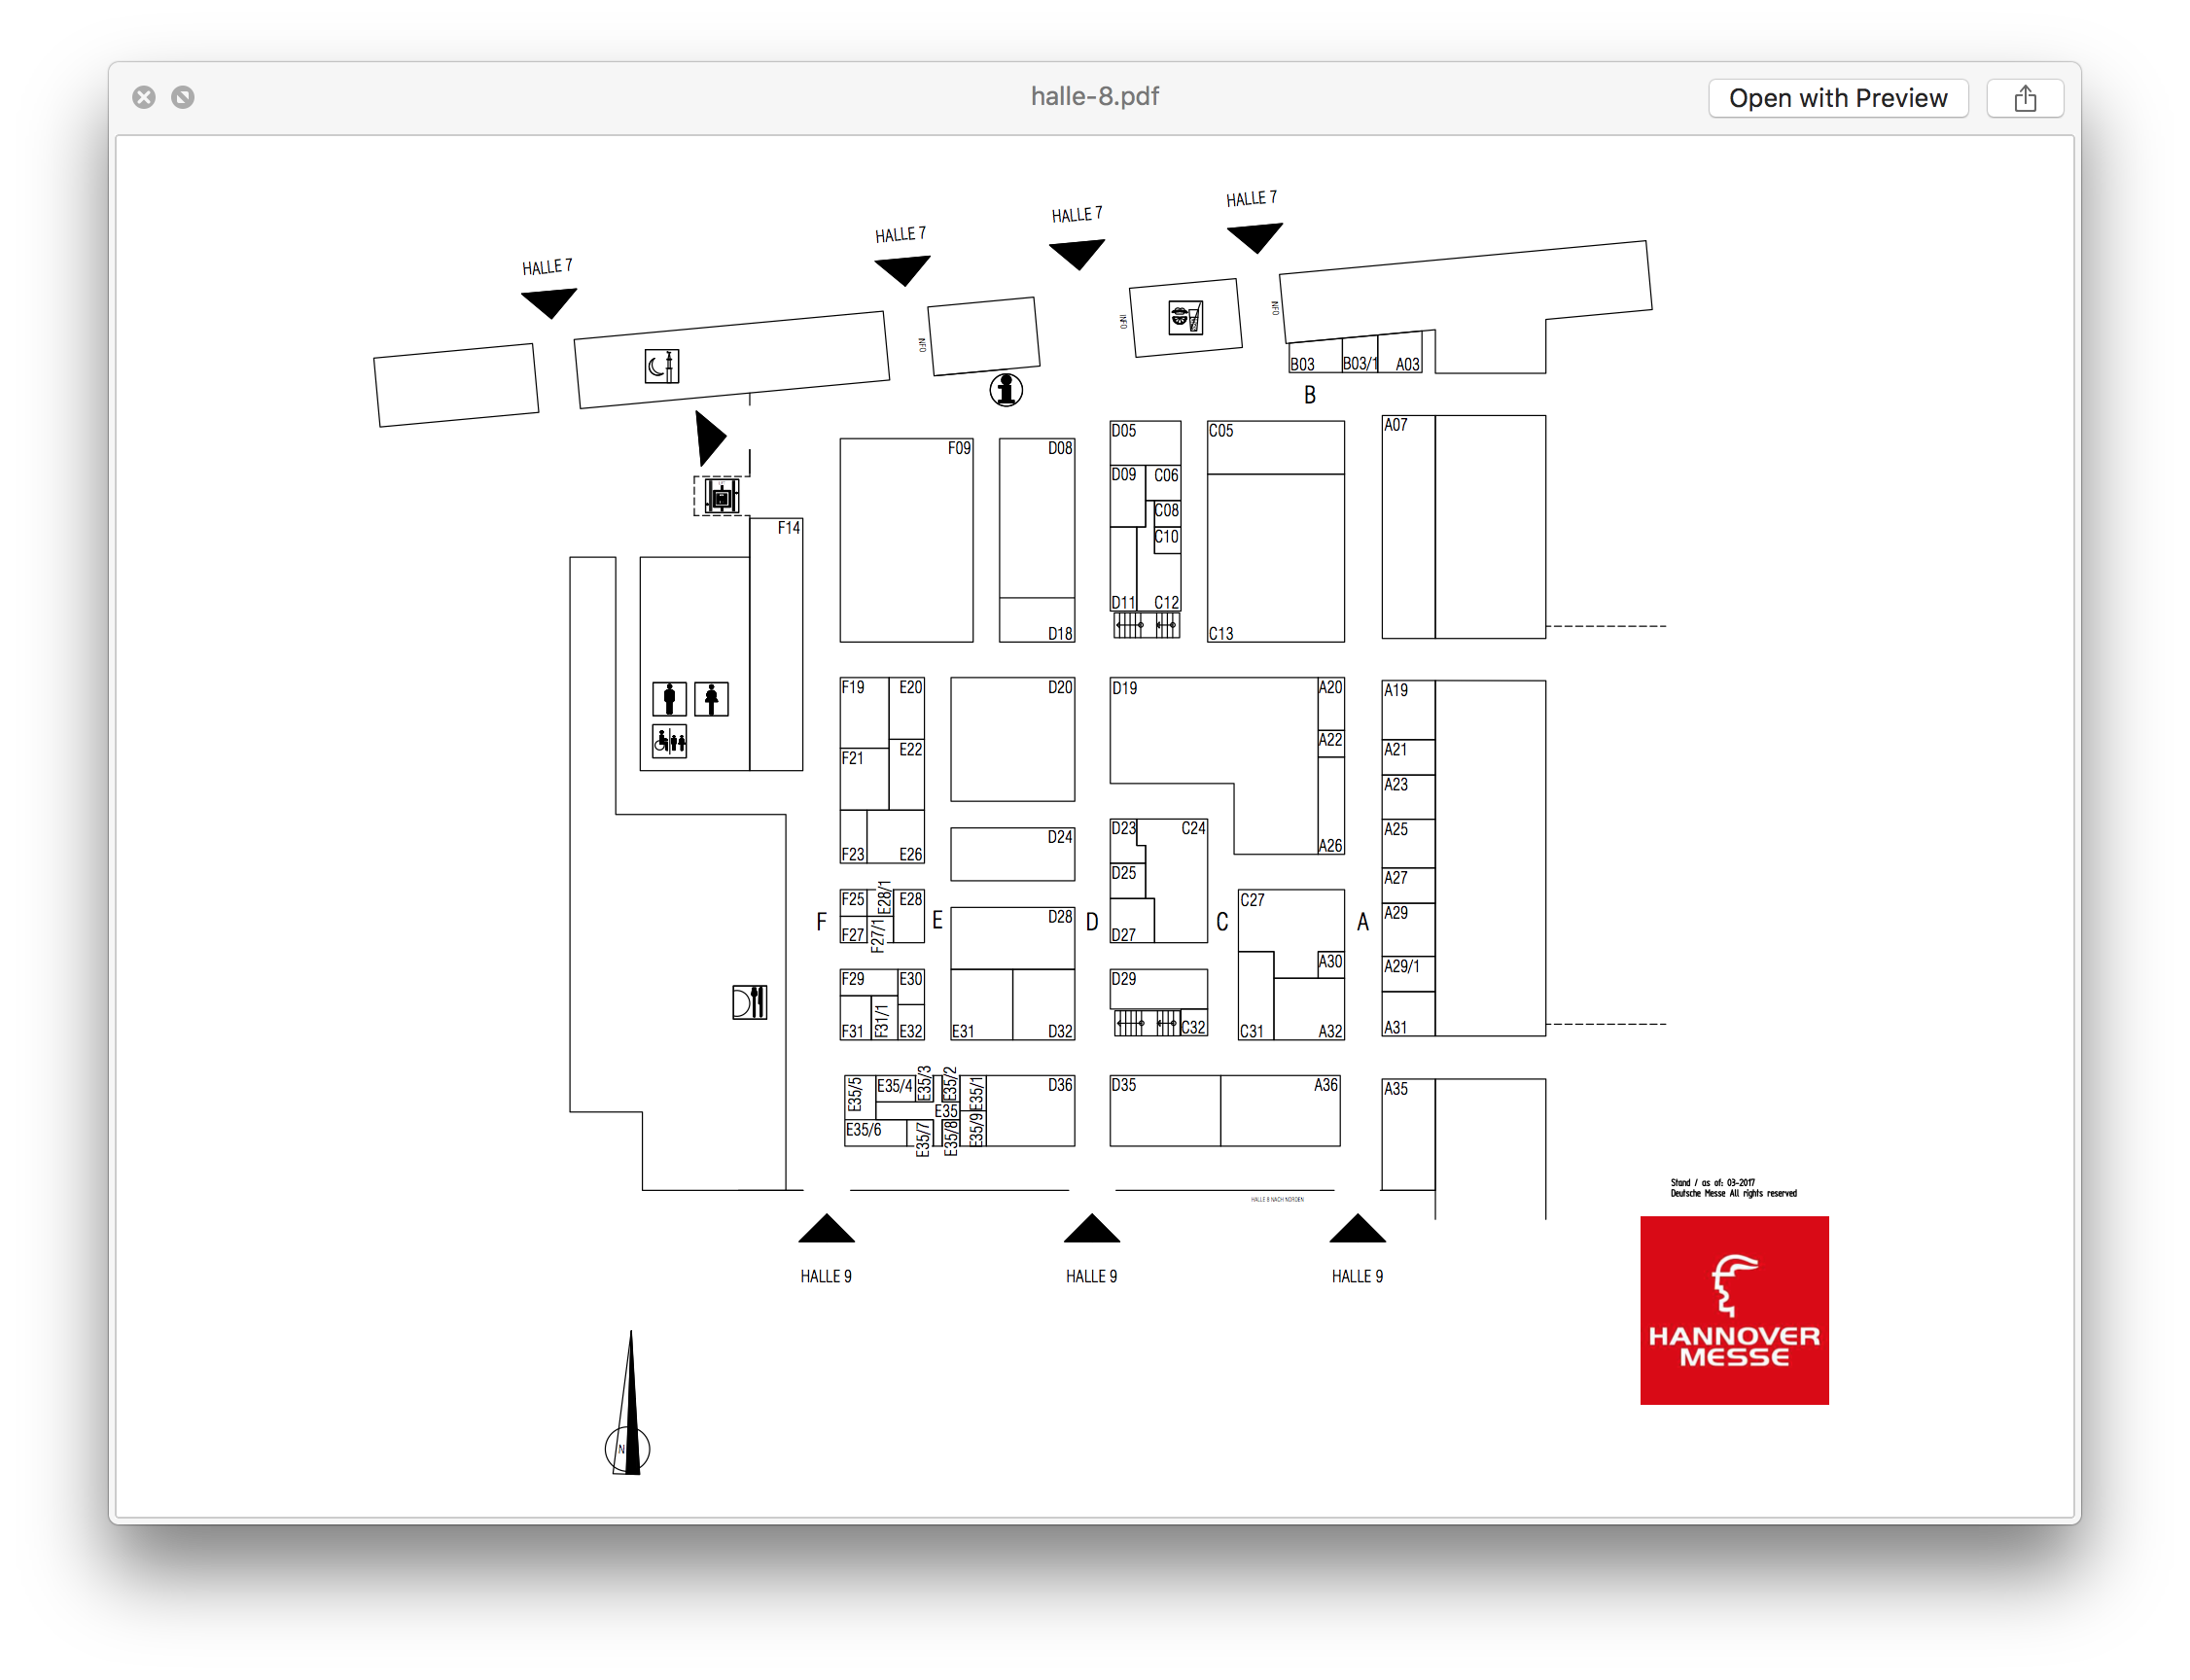 halle-8.pdf
Open with Preview
HALLE 7
HALLE 7
HALLE 7
HALLE 7
INFO
INFO
INFO
B03 B03/1 A03
B
F09 D08 D05 C05 A07
D09 C06
C08
C10
F14
D11 C12
D18 C13
F19 E20 D20 D19 A20 A19
A22 A21
F21 E22
A23
D24 D23 C24 A25
F23 E26 A26
D25 A27
F25 E28/1 E28 C27
D28 A29
F E D C A
F27 F27/1 D27
A30 A29/1
F29 E30 D29
F31 F31/1 E32 E31 D32 C32 C31 A32 A31
E35/5 E35/4 E35/3 E35/2 E35/1 D36 D35 A36 A35
E35
E35/6 E35/7 E35/8 E35/9
HALLE 8 NACH NORDEN
Stand / as of: 03-2017
Deutsche Messe All rights reserved
HALLE 9
HALLE 9
HALLE 9
HANNOVER
MESSE
N